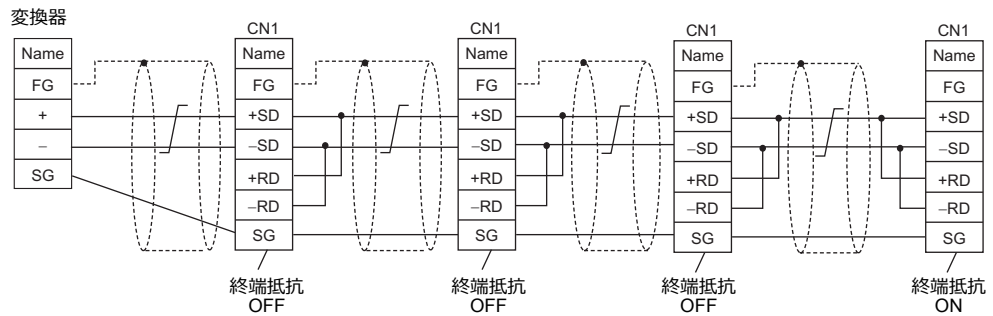 変換器
Name
FG
+
−
SG
CN1
Name
FG
+SD
−SD
+RD
−RD
SG
終端抵抗
OFF
CN1
Name
FG
+SD
−SD
+RD
−RD
SG
終端抵抗
OFF
CN1
Name
FG
+SD
−SD
+RD
−RD
SG
終端抵抗
OFF
CN1
Name
FG
+SD
−SD
+RD
−RD
SG
終端抵抗
ON